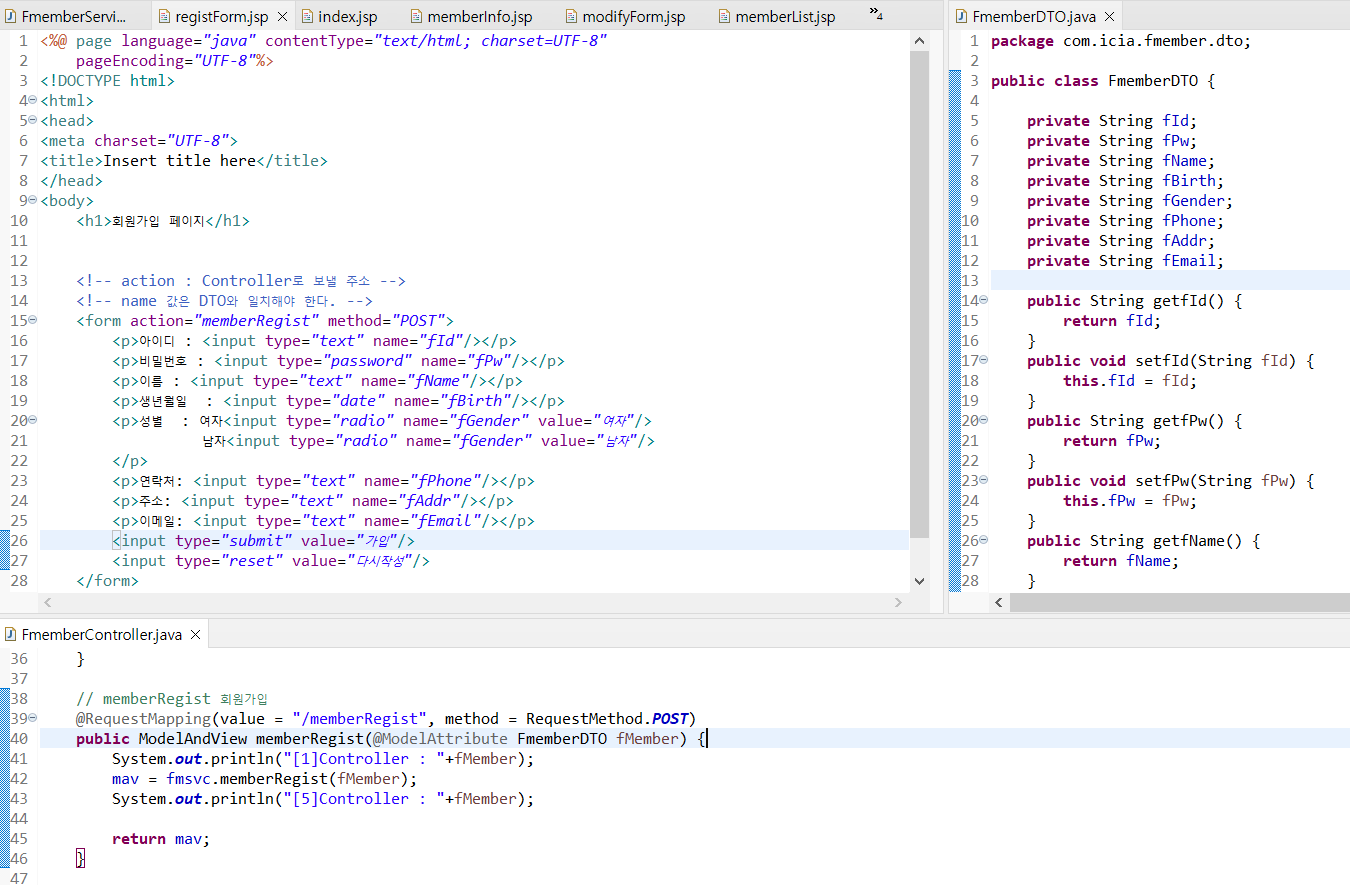 FmemberServi...
registForm.jsp
index.jsp
memberInfo.jsp
modifyForm.jsp
memberList.jsp
»4
1 <%@ page language="java" contentType="text/html; charset=UTF-8"
2     pageEncoding="UTF-8"%>
3 <!DOCTYPE html>
4 <html>
5 <head>
6 <meta charset="UTF-8">
7 <title>Insert title here</title>
8 </head>
9 <body>
10     <h1>회원가입 페이지</h1>
11
12
13     <!-- action : Controller로 보낼 주소 -->
14     <!-- name 값은 DTO와 일치해야 한다. -->
15     <form action="memberRegist" method="POST">
16         <p>아이디 : <input type="text" name="fId"/></p>
17         <p>비밀번호 : <input type="password" name="fPw"/></p>
18         <p>이름 : <input type="text" name="fName"/></p>
19         <p>생년월일  : <input type="date" name="fBirth"/></p>
20         <p>성별  : 여자<input type="radio" name="fGender" value="여자"/>
21                   남자<input type="radio" name="fGender" value="남자"/>
22         </p>
23         <p>연락처: <input type="text" name="fPhone"/></p>
24         <p>주소: <input type="text" name="fAddr"/></p>
25         <p>이메일: <input type="text" name="fEmail"/></p>
26         <input type="submit" value="가입"/>
27         <input type="reset" value="다시작성"/>
28     </form>
FmemberDTO.java
1 package com.icia.fmember.dto;
2
3 public class FmemberDTO {
4
5     private String fId;
6     private String fPw;
7     private String fName;
8     private String fBirth;
9     private String fGender;
10     private String fPhone;
11     private String fAddr;
12     private String fEmail;
13
14     public String getfId() {
15         return fId;
16     }
17     public void setfId(String fId) {
18         this.fId = fId;
19     }
20     public String getfPw() {
21         return fPw;
22     }
23     public void setfPw(String fPw) {
24         this.fPw = fPw;
25     }
26     public String getfName() {
27         return fName;
28     }
FmemberController.java
36     }
37
38     // memberRegist 회원가입
39     @RequestMapping(value = "/memberRegist", method = RequestMethod.POST)
40     public ModelAndView memberRegist(@ModelAttribute FmemberDTO fMember) {
41         System.out.println("[1]Controller : "+fMember);
42         mav = fmsvc.memberRegist(fMember);
43         System.out.println("[5]Controller : "+fMember);
44
45         return mav;
46     }
47